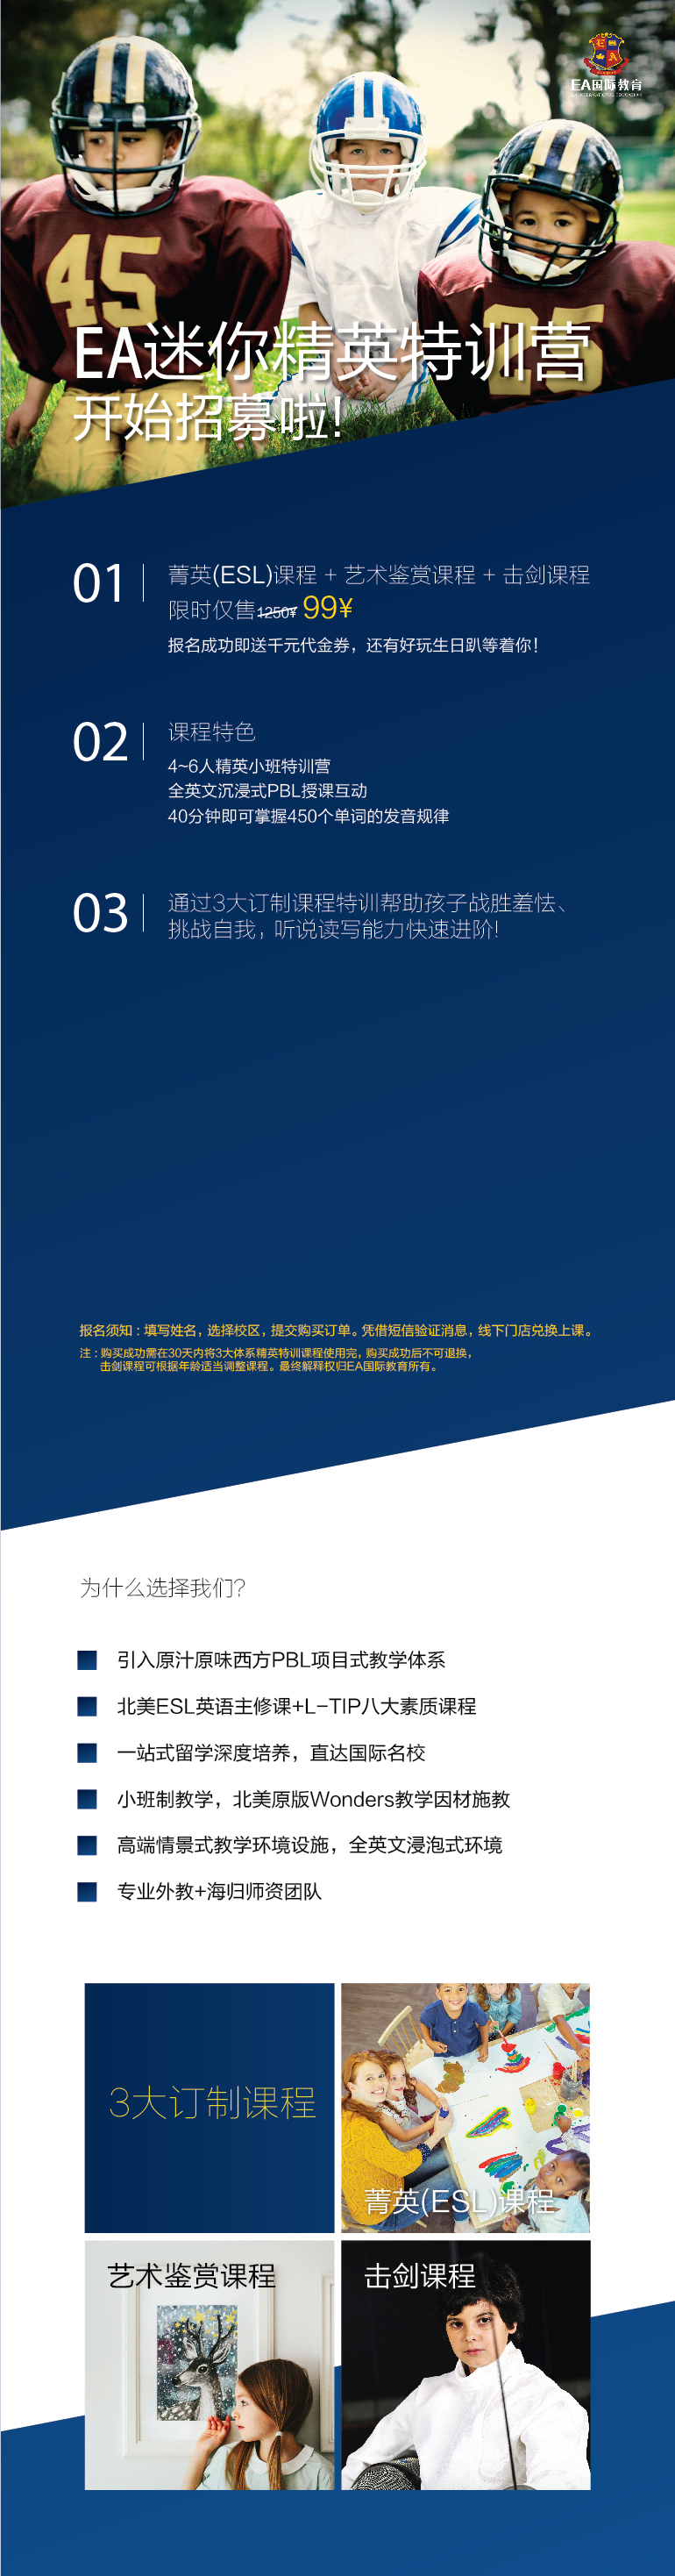 EA国际教育
45
EA迷你精英特训营
开始招募啦!
01
菁英(ESL)课程 + 艺术鉴赏课程 + 击剑课程
限时仅售1250¥ 99¥
报名成功即送千元代金券，还有好玩生日趴等着你！
02
课程特色
4~6人精英小班特训营
全英文沉浸式PBL授课互动
40分钟即可掌握450个单词的发音规律
03
通过3大订制课程特训帮助孩子战胜羞怯、
挑战自我，听说读写能力快速进阶!
报名须知：填写姓名，选择校区，提交购买订单。凭借短信验证消息，线下门店兑换上课。
注：购买成功需在30天内将3大体系精英特训课程使用完，购买成功后不可退换，
击剑课程可根据年龄适当调整课程。最终解释权归EA国际教育所有。
为什么选择我们?
引入原汁原味西方PBL项目式教学体系
北美ESL英语主修课+L-TIP八大素质课程
一站式留学深度培养，直达国际名校
小班制教学，北美原版Wonders教学因材施教
高端情景式教学环境设施，全英文浸泡式环境
专业外教+海归师资团队
3大订制课程
菁英(ESL)课程
艺术鉴赏课程
击剑课程